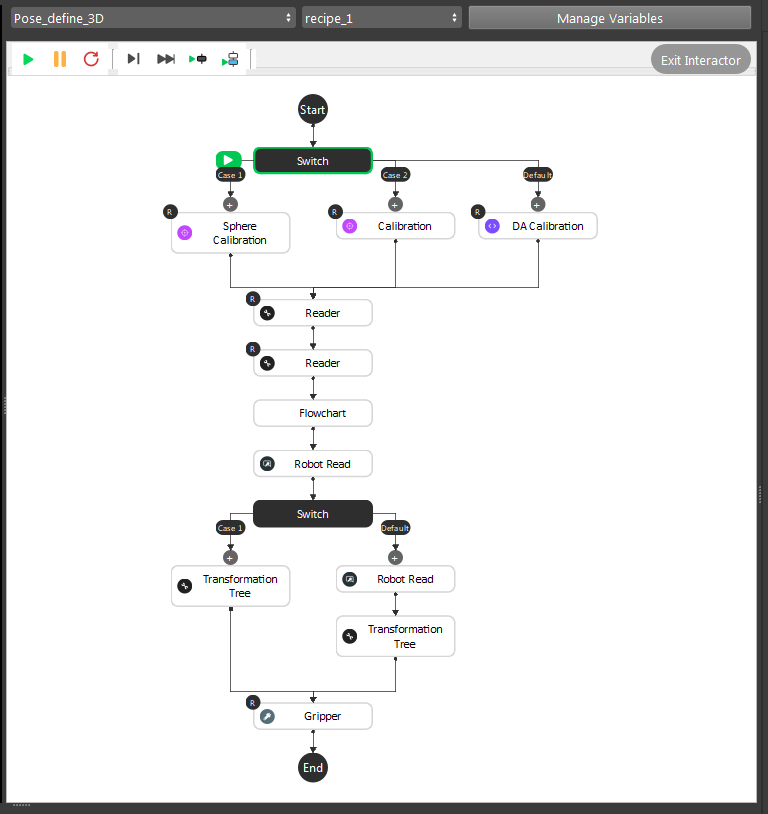 Pose_define_3D
recipe_1
Manage Variables
Exit Interactor
Start
Switch
Case 1
Case 2
Default
R
Sphere
Calibration
R
Calibration
R
DA Calibration
R
Reader
R
Reader
Flowchart
Robot Read
Switch
Case 1
Default
Transformation
Tree
Robot Read
Transformation
Tree
R
Gripper
End